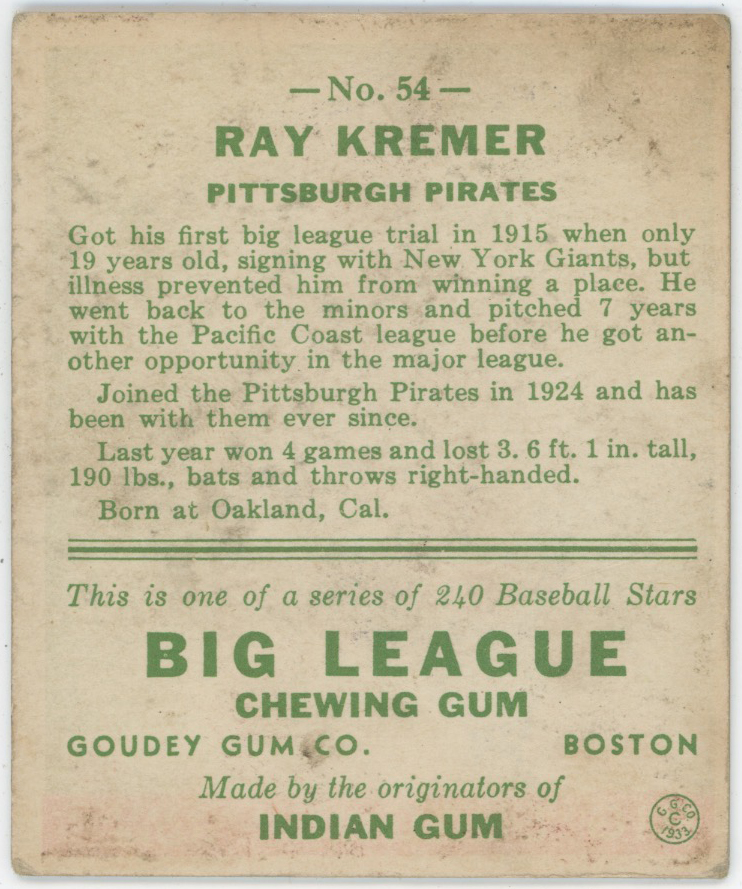 —No. 54—
RAY KREMER
PITTSBURGH PIRATES
Got his first big league trial in 1915 when only
19 years old, signing with New York Giants, but
illness prevented him from winning a place. He
went back to the minors and pitched 7 years
with the Pacific Coast league before he got an-
other opportunity in the major league.
Joined the Pittsburgh Pirates in 1924 and has
been with them ever since.
Last year won 4 games and lost 3. 6 ft. 1 in. tall,
190 lbs., bats and throws right-handed.
Born at Oakland, Cal.
This is one of a series of 240 Baseball Stars
BIG LEAGUE
CHEWING GUM
GOUDEY GUM CO. BOSTON
Made by the originators of
INDIAN GUM
G.G.CO.
C
1933